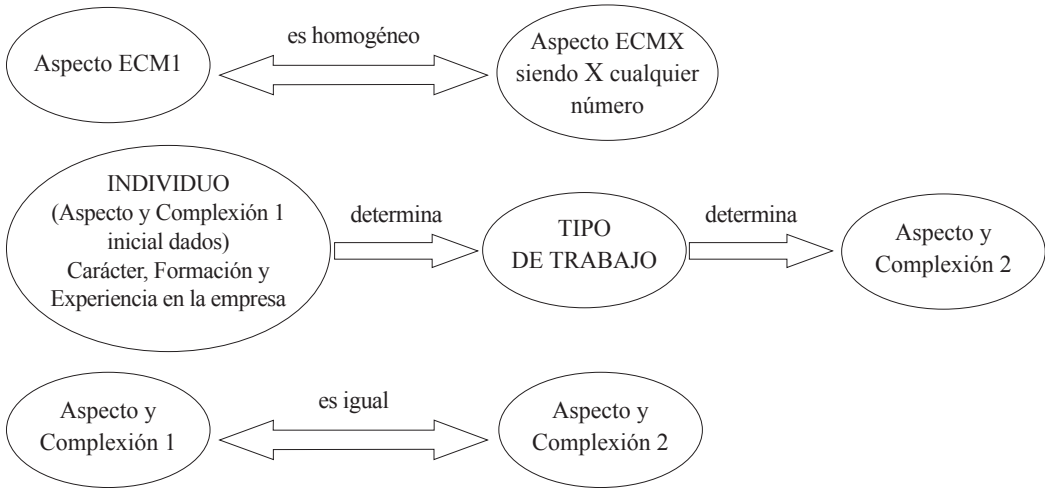 Aspecto ECM1
es homogéneo
Aspecto ECMX
siendo X cualquier
número
INDIVIDUO
(Aspecto y Complexión 1
inicial dados)
Carácter, Formación y
Experiencia en la empresa
determina
TIPO
DE TRABAJO
determina
Aspecto y
Complexión 2
Aspecto y
Complexión 1
es igual
Aspecto y
Complexión 2